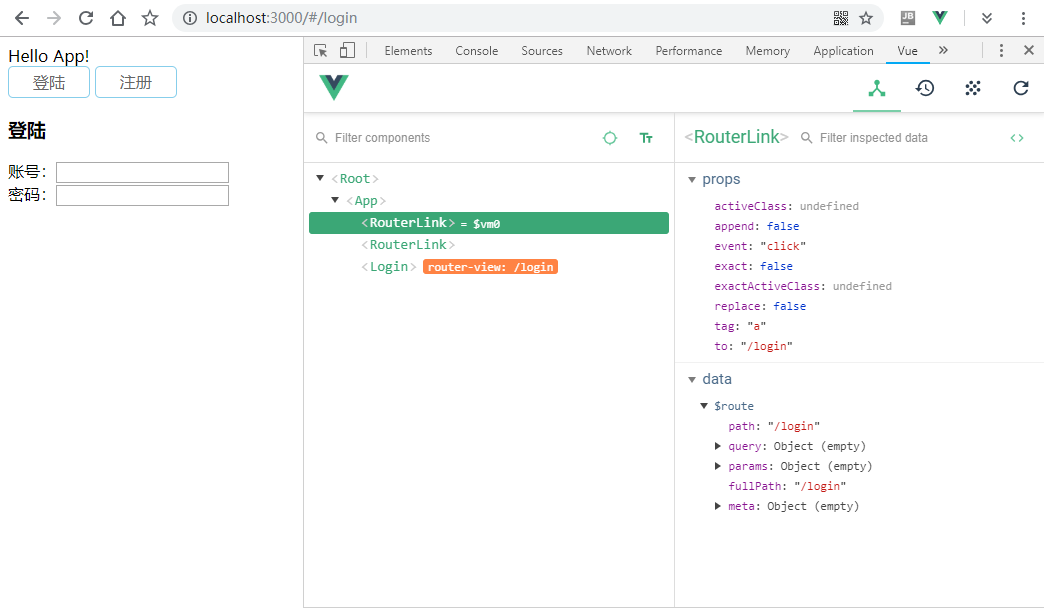 localhost:3000/#/login
JB
Hello App!
登陆 注册
登陆
账号:
密码:
Elements Console Sources Network Performance Memory Application Vue »
Filter components
Tт
<Root>
<App>
<RouterLink> = $vm0
<RouterLink>
<Login> router-view: /login
<RouterLink> Filter inspected data <>
props
activeClass: undefined
append: false
event: "click"
exact: false
exactActiveClass: undefined
replace: false
tag: "a"
to: "/login"
data
$route
path: "/login"
query: Object (empty)
params: Object (empty)
fullPath: "/login"
meta: Object (empty)